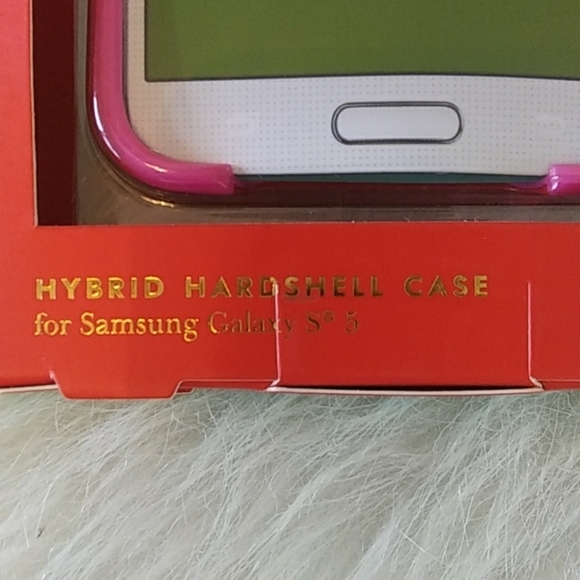 HYBRID HARDSHELL CASE
for Samsung Galaxy S® 5